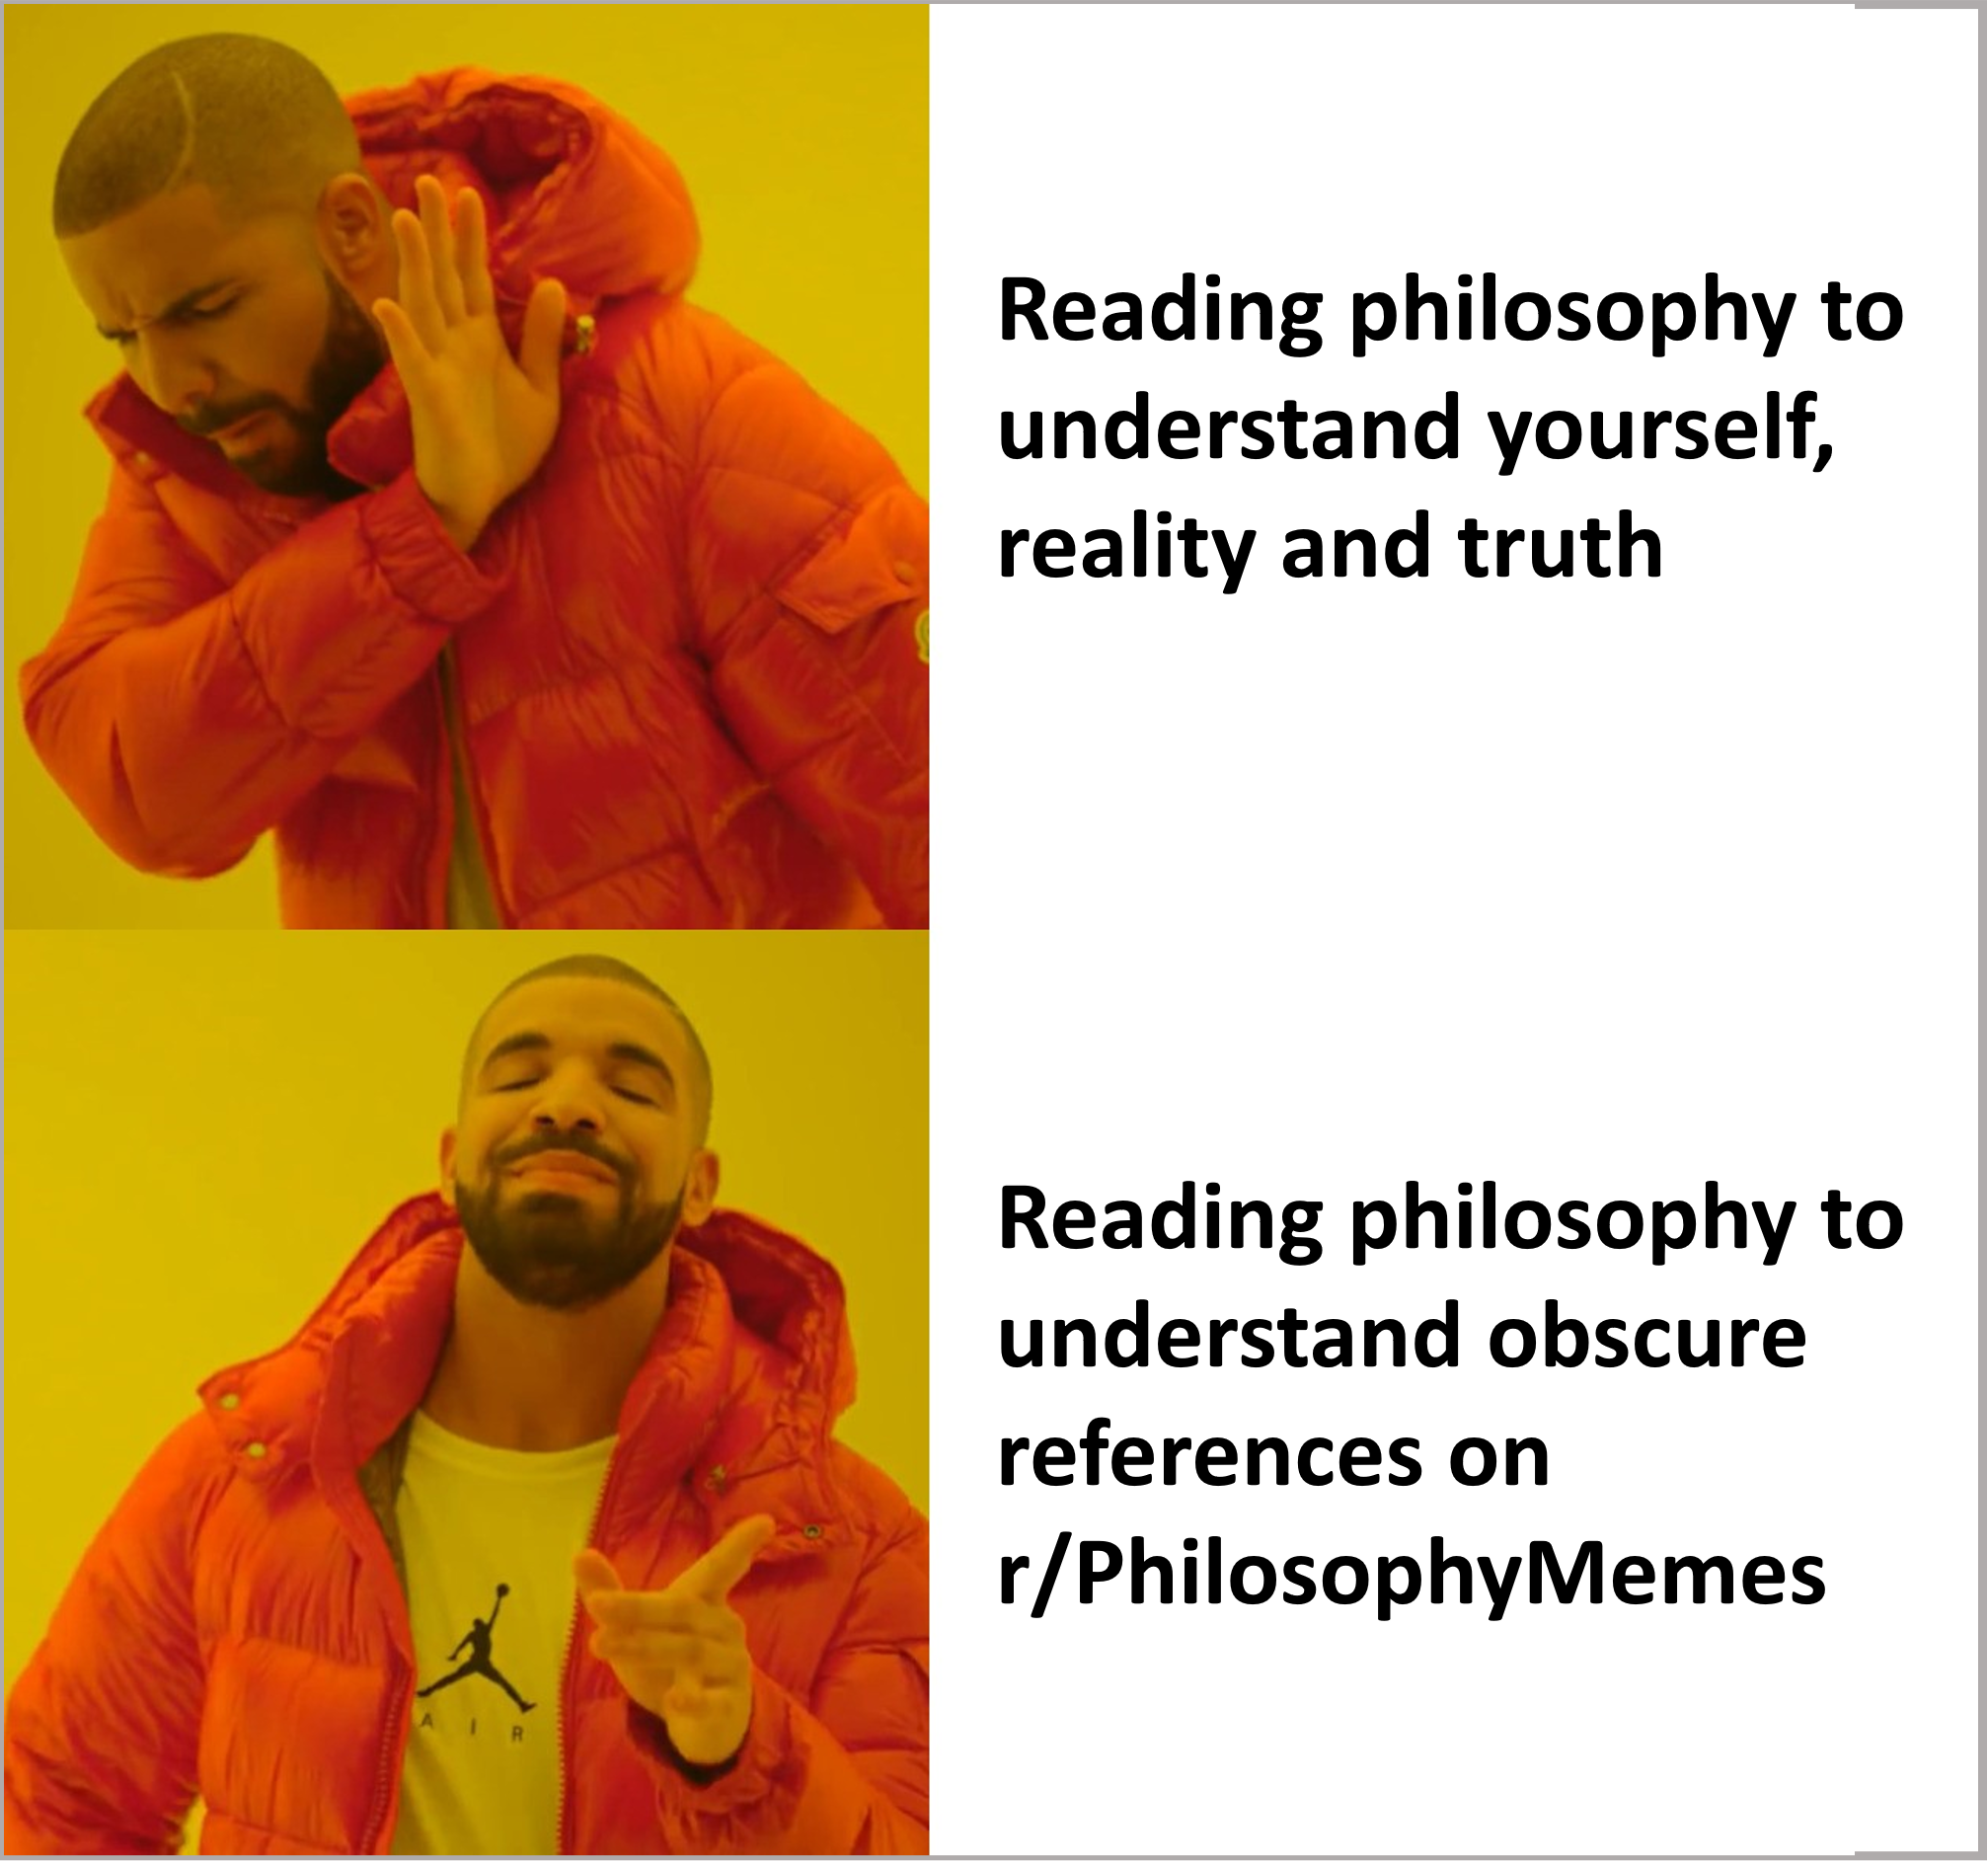 Reading philosophy to
understand yourself,
reality and truth
Reading philosophy to
understand obscure
references on
r/PhilosophyMemes
AIR